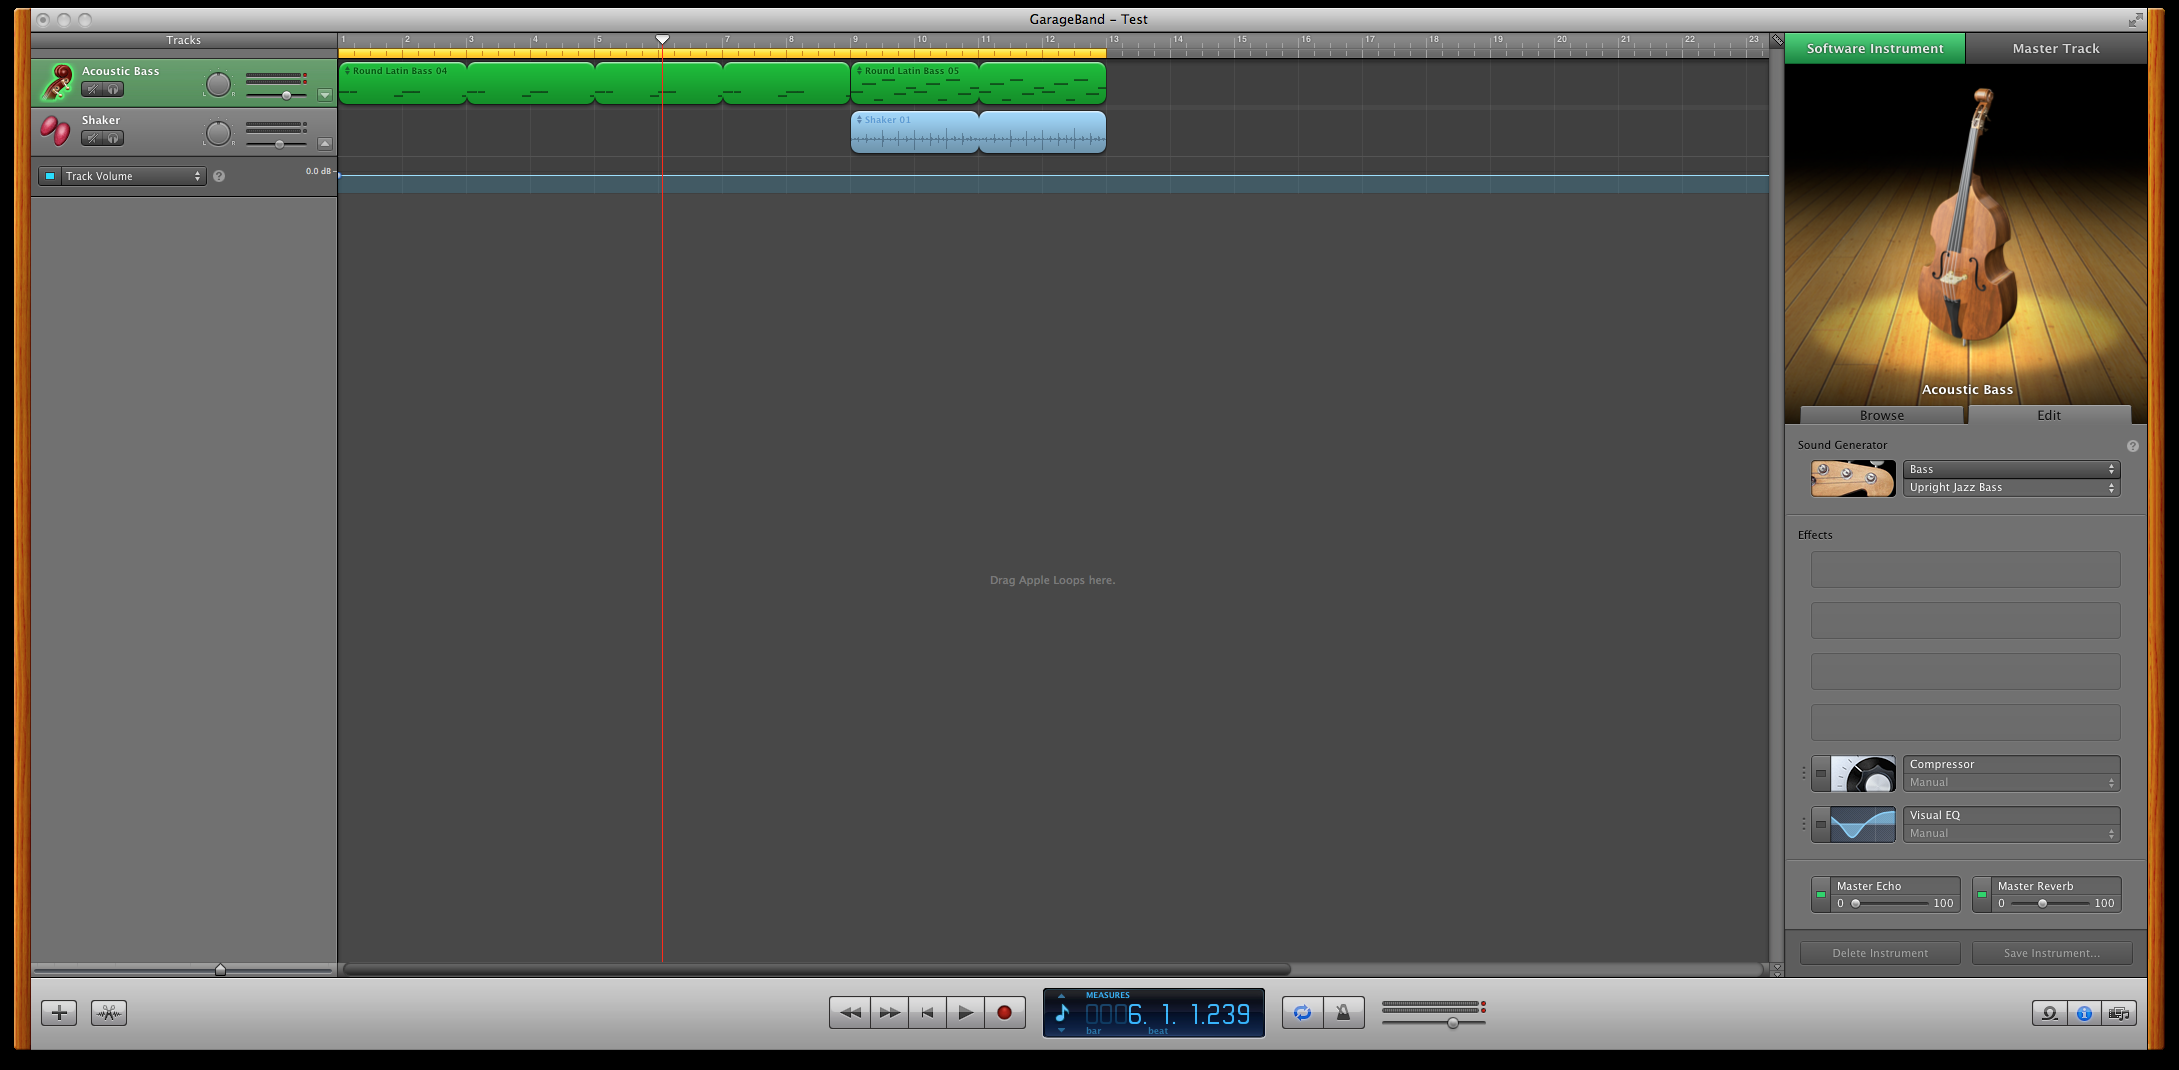 GarageBand – Test
Tracks
1 2 3 4 5 7 8 9 10 11 12 13 14 15 16 17 18 19 20 21 22 23
Software Instrument
Master Track
Acoustic Bass
L R
Round Latin Bass 04
Round Latin Bass 05
Shaker
L R
Shaker 01
Track Volume
?
0.0 dB
Drag Apple Loops here.
Acoustic Bass
Browse
Edit
Sound Generator
?
Bass
Upright Jazz Bass
Effects
Compressor
Manual
Visual EQ
Manual
Master Echo
0 100
Master Reverb
0 100
Delete Instrument
Save Instrument...
MEASURES
0006. 1. 1.239
bar beat